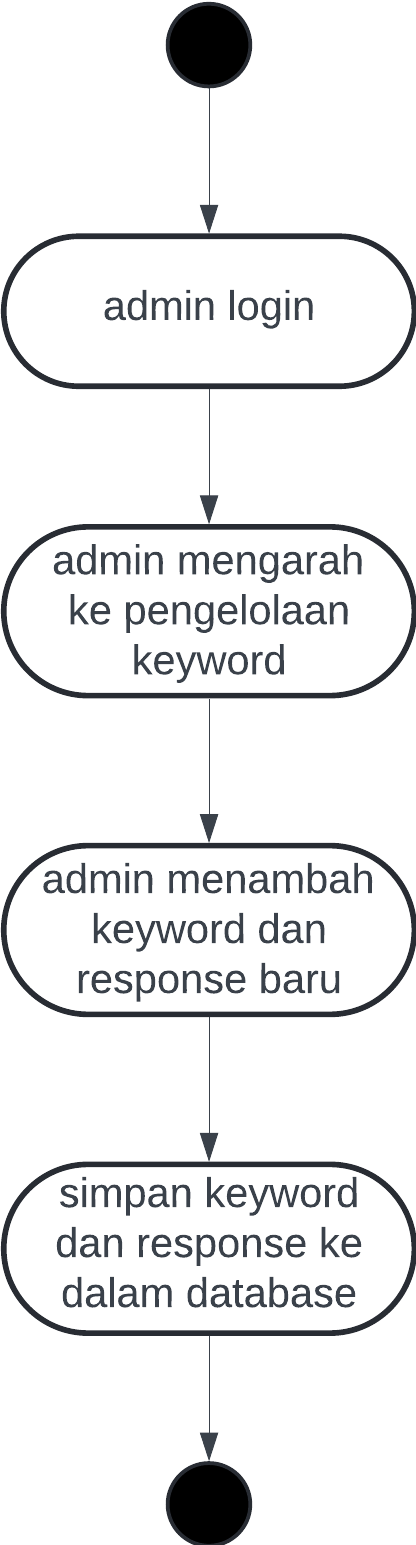 admin login
admin mengarah
ke pengelolaan
keyword
admin menambah
keyword dan
response baru
simpan keyword
dan response ke
dalam database